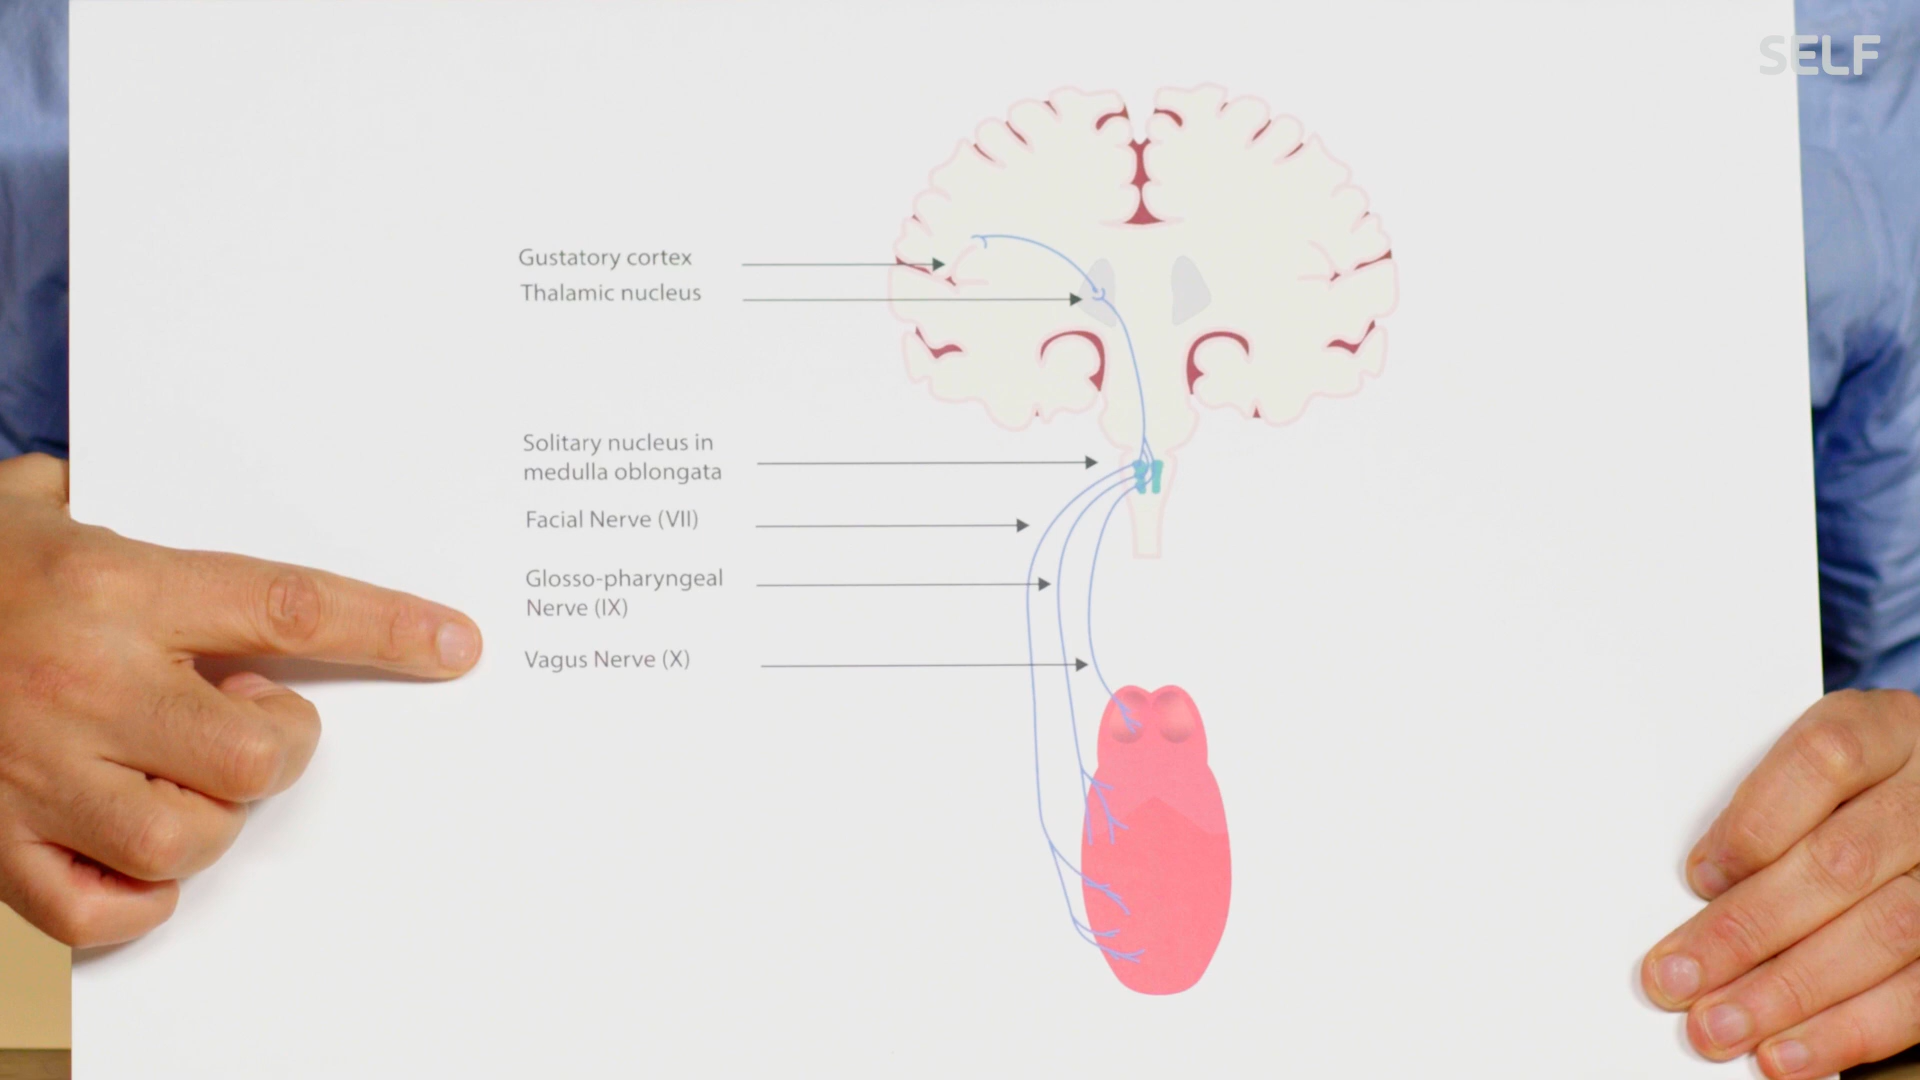 SELF
Gustatory cortex
Thalamic nucleus
Solitary nucleus in
medulla oblongata
Facial Nerve (VII)
Glosso-pharyngeal
Nerve (IX)
Vagus Nerve (X)